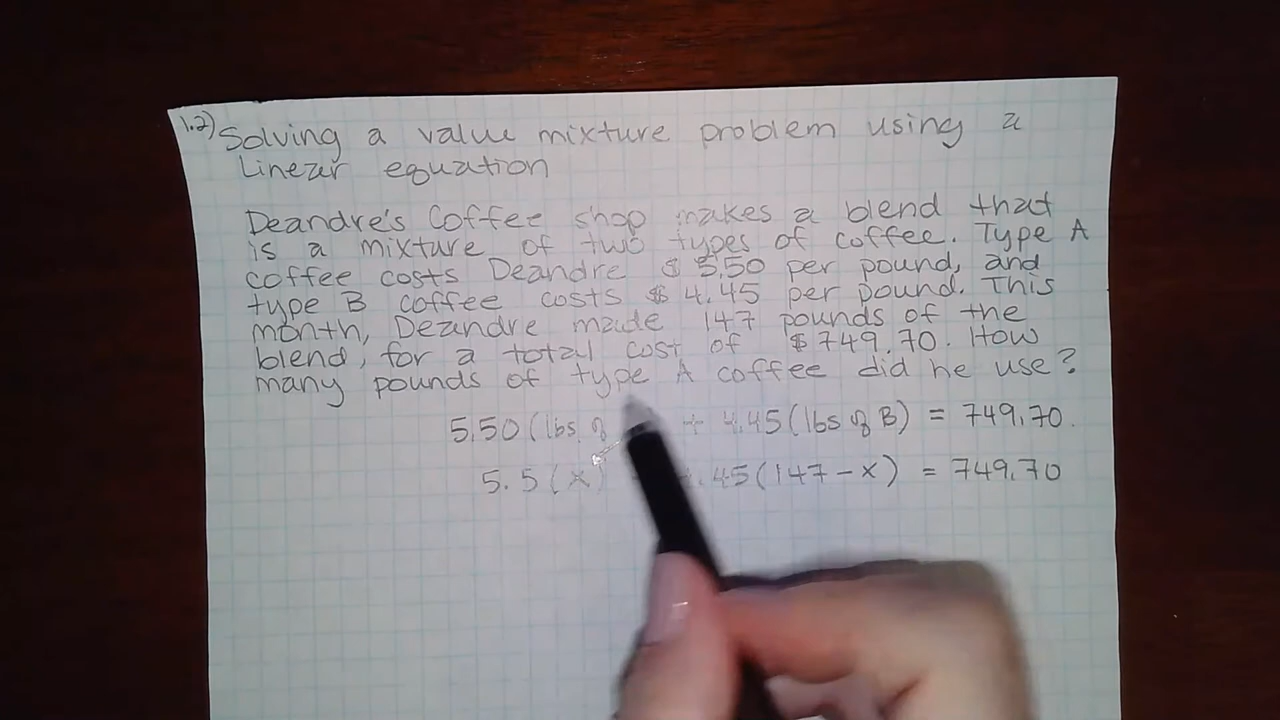 1.2) Solving a value mixture problem using a
Linear equation
Deandre's Coffee shop makes a blend that
is a mixture of two types of coffee. Type A
coffee costs Deandre $ 5.50 per pound, and
type B coffee costs $ 4.45 per pound. This
month, Deandre made 147 pounds of the
blend, for a total cost of $749.70. How
many pounds of type A coffee did he use?
5.50 (lbs of + 4.45 (lbs of B) = 749.70
5.5 (x) .45 (147 - x) = 749.70